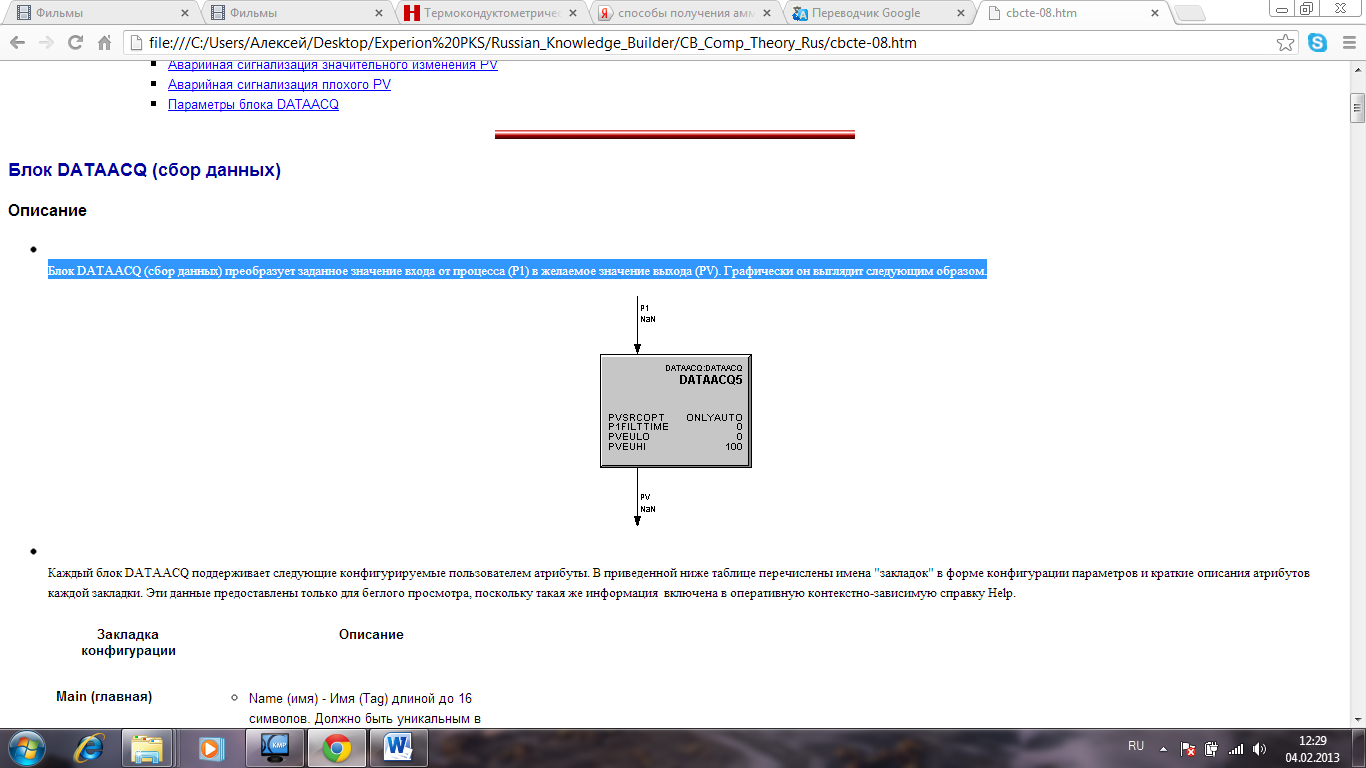 Фильмы
Фильмы
Термокондуктометричес
способы получения амм
Переводчик Google
cbcte-08.htm
file:///C:/Users/Алексей/Desktop/Experion%20PKS/Russian_Knowledge_Builder/CB_Comp_Theory_Rus/cbcte-08.htm
Аварийная сигнализация значительного изменения PV
Аварийная сигнализация плохого PV
Параметры блока DATAACQ
Блок DATAACQ (сбор данных)
Описание
Блок DATAACQ (сбор данных) преобразует заданное значение входа от процесса (P1) в желаемое значение выхода (PV). Графически он выглядит следующим образом.
P1
NaN
DATAACQ:DATAACQ
DATAACQ5
PVSRCOPT ONLYAUTO
P1FILTTIME 0
PVEULO 0
PVEUHI 100
PV
NaN
Каждый блок DATAACQ поддерживает следующие конфигурируемые пользователем атрибуты. В приведенной ниже таблице перечислены имена "закладок" в форме конфигурации параметров и краткие описания атрибутов
каждой закладки. Эти данные предоставлены только для беглого просмотра, поскольку такая же информация включена в оперативную контекстно-зависимую справку Help.
Закладка
конфигурации
Описание
Main (главная)
Name (имя) - Имя (Tag) длиной до 16
символов. Должно быть уникальным в
KMP
RU
12:29
04.02.2013